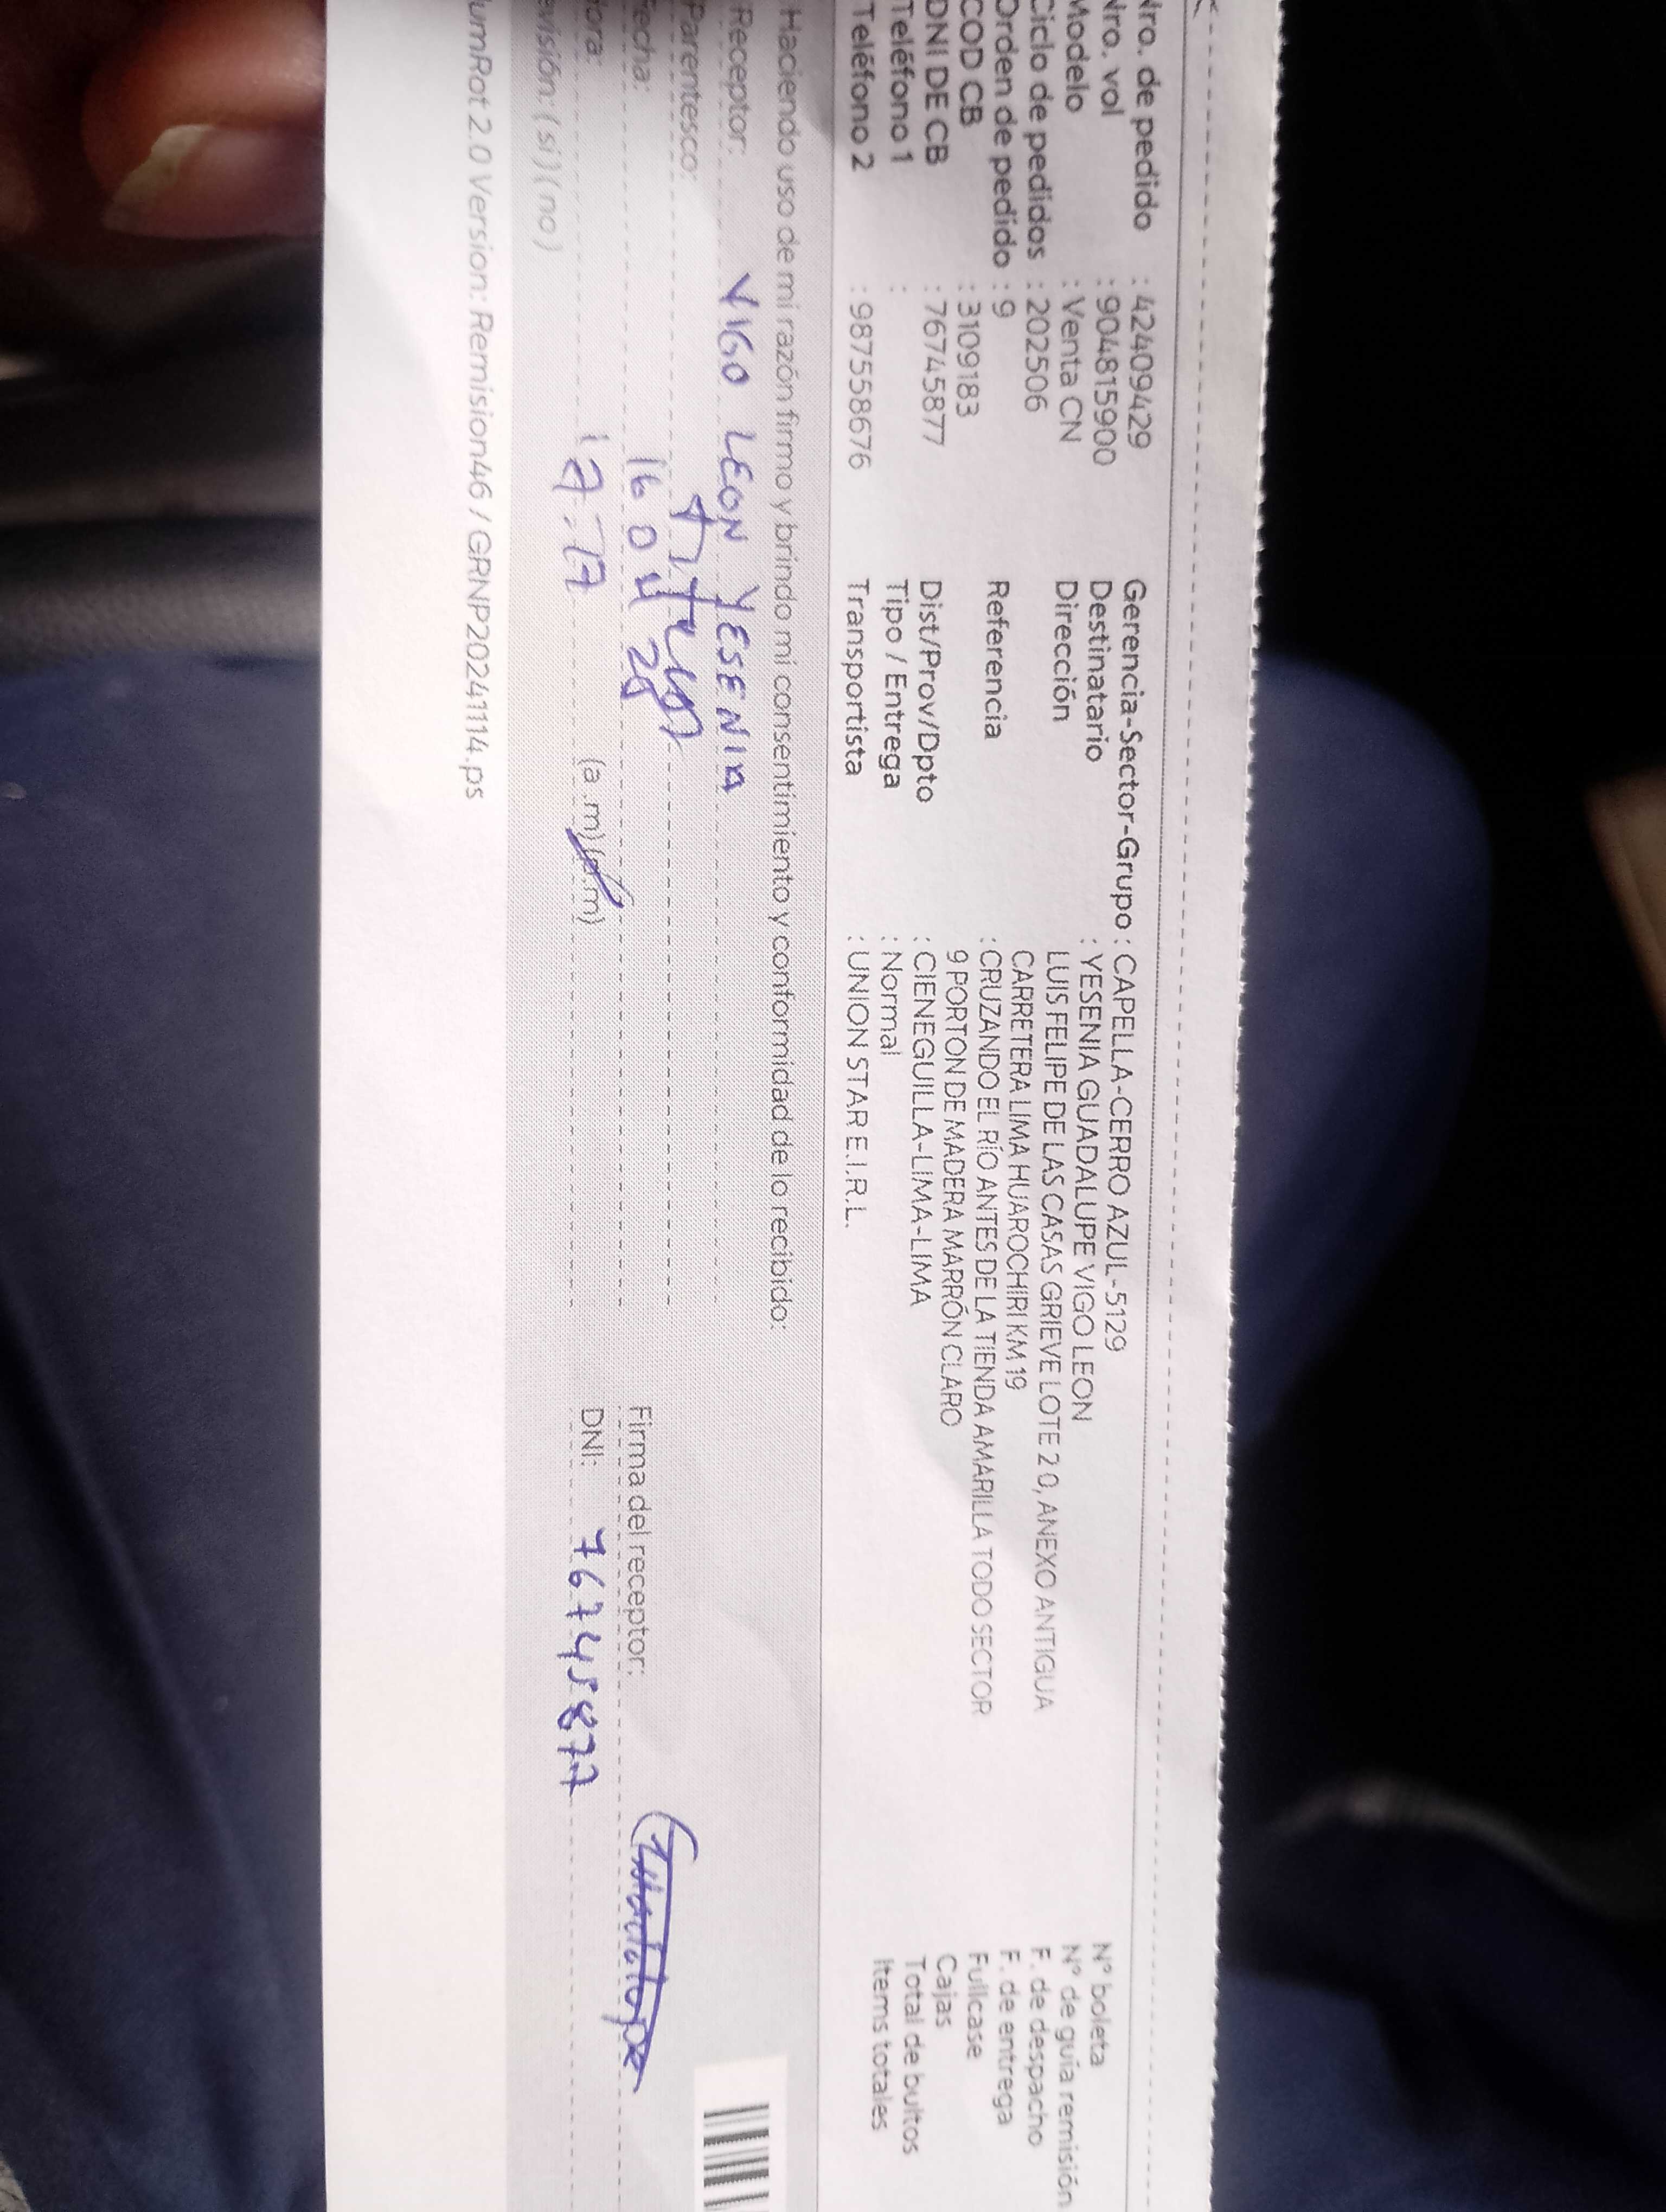 Nro. de pedido : 42409429
Nro. vol : 904815900
Modelo : Venta CN
Ciclo de pedidos : 202506
Orden de pedido : 9
COD CB : 3109183
DNI DE CB : 76745877
Teléfono 1 :
Teléfono 2 : 987558676
Gerencia-Sector-Grupo : CAPELLA-CERRO AZUL-5129
Destinatario : YESENIA GUADALUPE VIGO LEON
Dirección LUIS FELIPE DE LAS CASAS GRIEVE LOTE 2 0, ANEXO ANTIGUA
CARRETERA LIMA HUAROCHIRI KM 19
Referencia : CRUZANDO EL RÍO ANTES DE LA TIENDA AMARILLA TODO SECTOR
9 PORTON DE MADERA MARRÓN CLARO
Dist/Prov/Dpto : CIENEGUILLA-LIMA-LIMA
Tipo / Entrega : Normal
Transportista : UNION STAR E.I.R.L.
N° boleta
N° de guía remisión
F. de despacho
F. de entrega
Fullcase
Cajas
Total de bultos
Items totales
Haciendo uso de mi razón firmo y brindo mi consentimiento y conformidad de lo recibido:
Receptor: VIGO LEON YESENIA
Parentesco:
Fecha: 16 04 25
Hora: (a.m) (p.m)
evisión: ( si ) ( no )
Firma del receptor:
DNI: 76745877
umRot 2.0 Version: Remision46 / GRNP20241114.ps